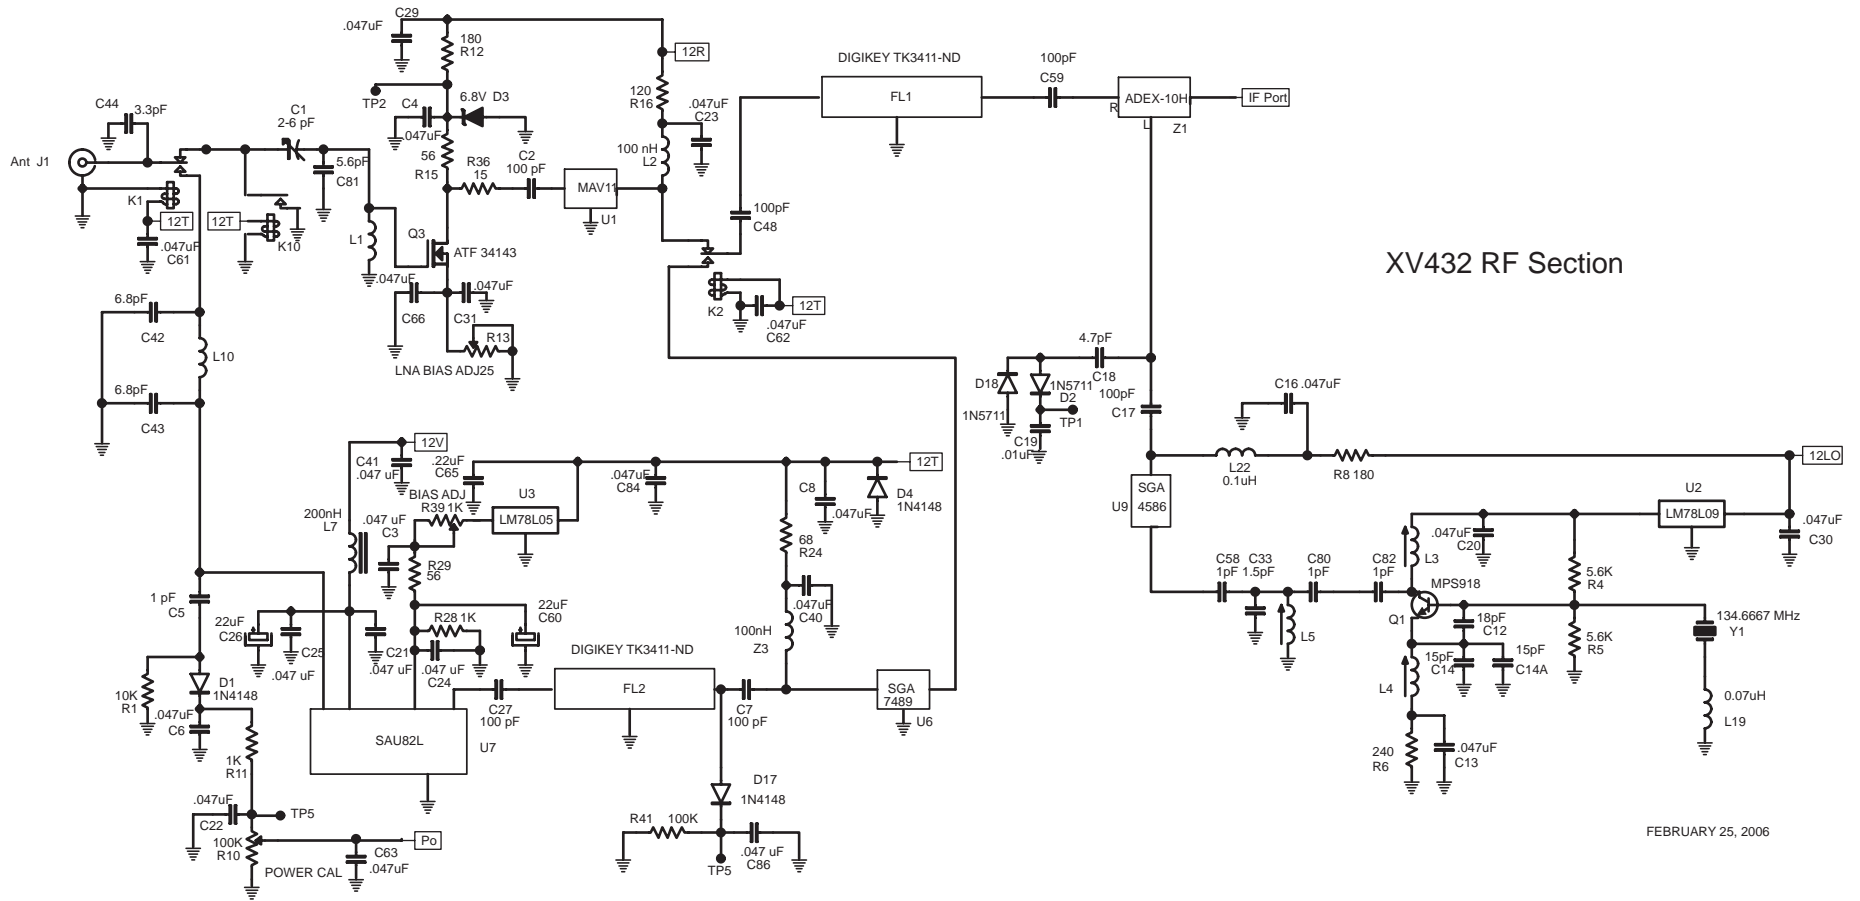 C29
.047uF
180
R12
12R
DIGIKEY TK3411-ND
100pF
C59
FL1
ADEX-10H
R
L
Z1
IF Port
TP2
C4
6.8V D3
.047uF
120
R16
.047uF
C23
C44
3.3pF
C1
2-6 pF
56
R15
R36
15
C2
100 pF
100 nH
L2
Ant J1
5.6pF
C81
MAV11
U1
K1
12T
12T
K10
.047uF
C61
L1
Q3
ATF 34143
100pF
C48
XV432 RF Section
.047uF
C66
.047uF
C31
K2
12T
.047uF
C62
6.8pF
C42
L10
R13
LNA BIAS ADJ25
4.7pF
C18
6.8pF
C43
D18
1N5711
1N5711
D2
TP1
100pF
C17
C16 .047uF
C19
.01uF
12V
C41
.047 uF
.22uF
C65
.047uF
C84
12T
L22
0.1uH
R8 180
12LO
BIAS ADJ
R39 1K
U3
LM78L05
C8
.047uF
D4
1N4148
SGA
4586
U9
U2
LM78L09
200nH
L7
.047 uF
C3
68
R24
.047uF
C20
.047uF
C30
R29
56
C58
1pF
C33
1.5pF
C80
1pF
C82
1pF
L3
MPS918
5.6K
R4
1 pF
C5
22uF
C26
C25
.047 uF
C21
.047 uF
R28 1K
.047 uF
C24
22uF
C60
.047uF
C40
100nH
Z3
L5
Q1
18pF
C12
5.6K
R5
134.6667 MHz
Y1
DIGIKEY TK3411-ND
15pF
C14
15pF
C14A
D1
1N4148
10K
R1
.047uF
C6
FL2
C27
100 pF
C7
100 pF
SGA
7489
U6
L4
0.07uH
L19
SAU82L
U7
1K
R11
240
R6
.047uF
C13
D17
1N4148
.047uF
C22
TP5
100K
R10
POWER CAL
Po
C63
.047uF
R41 100K
TP5
.047 uF
C86
FEBRUARY 25, 2006